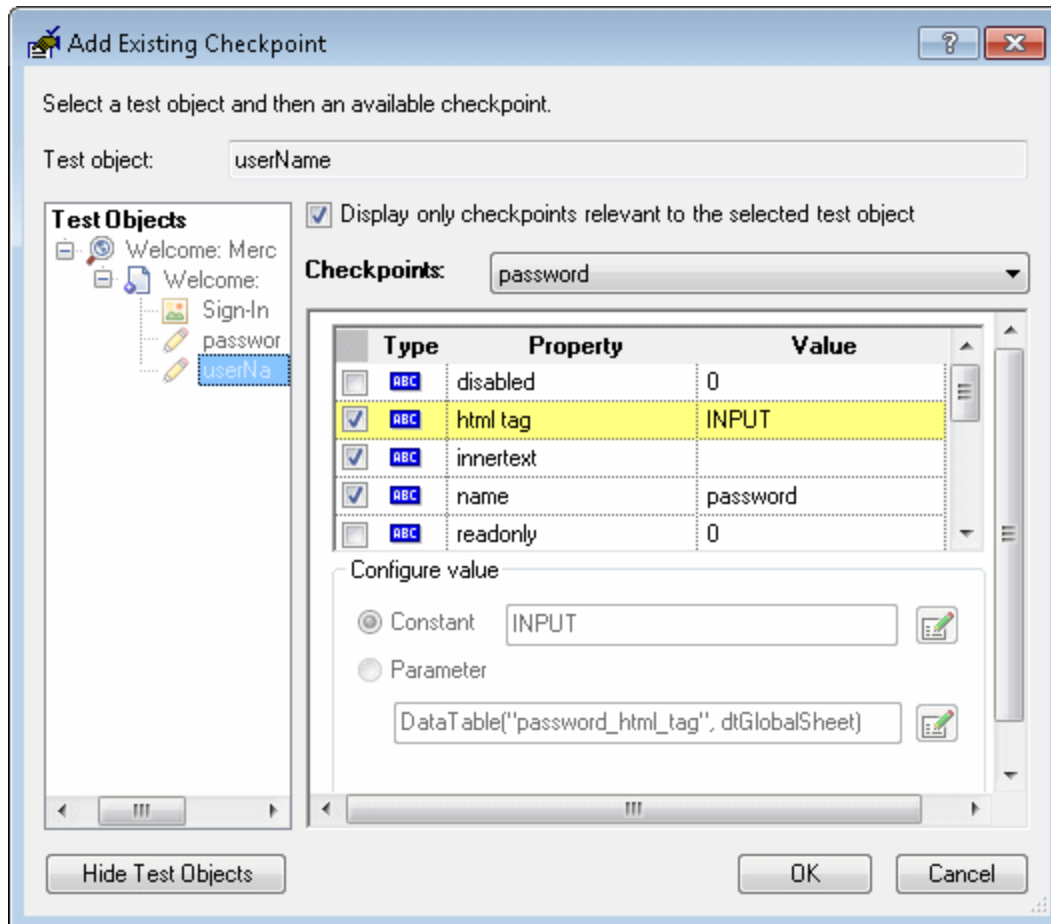 Add Existing Checkpoint
Select a test object and then an available checkpoint.
Test object: userName
Test Objects
Welcome: Merc
Welcome:
Sign-In
passwor
userNa
Display only checkpoints relevant to the selected test object
Checkpoints: password
Type Property Value
ABC disabled 0
ABC html tag INPUT
ABC innertext
ABC name password
ABC readonly 0
Configure value
Constant INPUT
Parameter
DataTable("password_html_tag", dtGlobalSheet)
Hide Test Objects OK Cancel